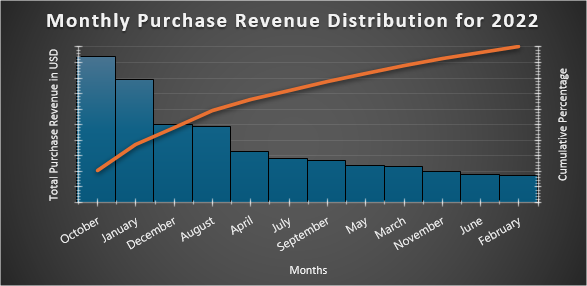 Monthly Purchase Revenue Distribution for 2022
Total Purchase Revenue in USD
Cumulative Percentage
October
January
December
August
April
July
September
May
March
November
June
February
Months